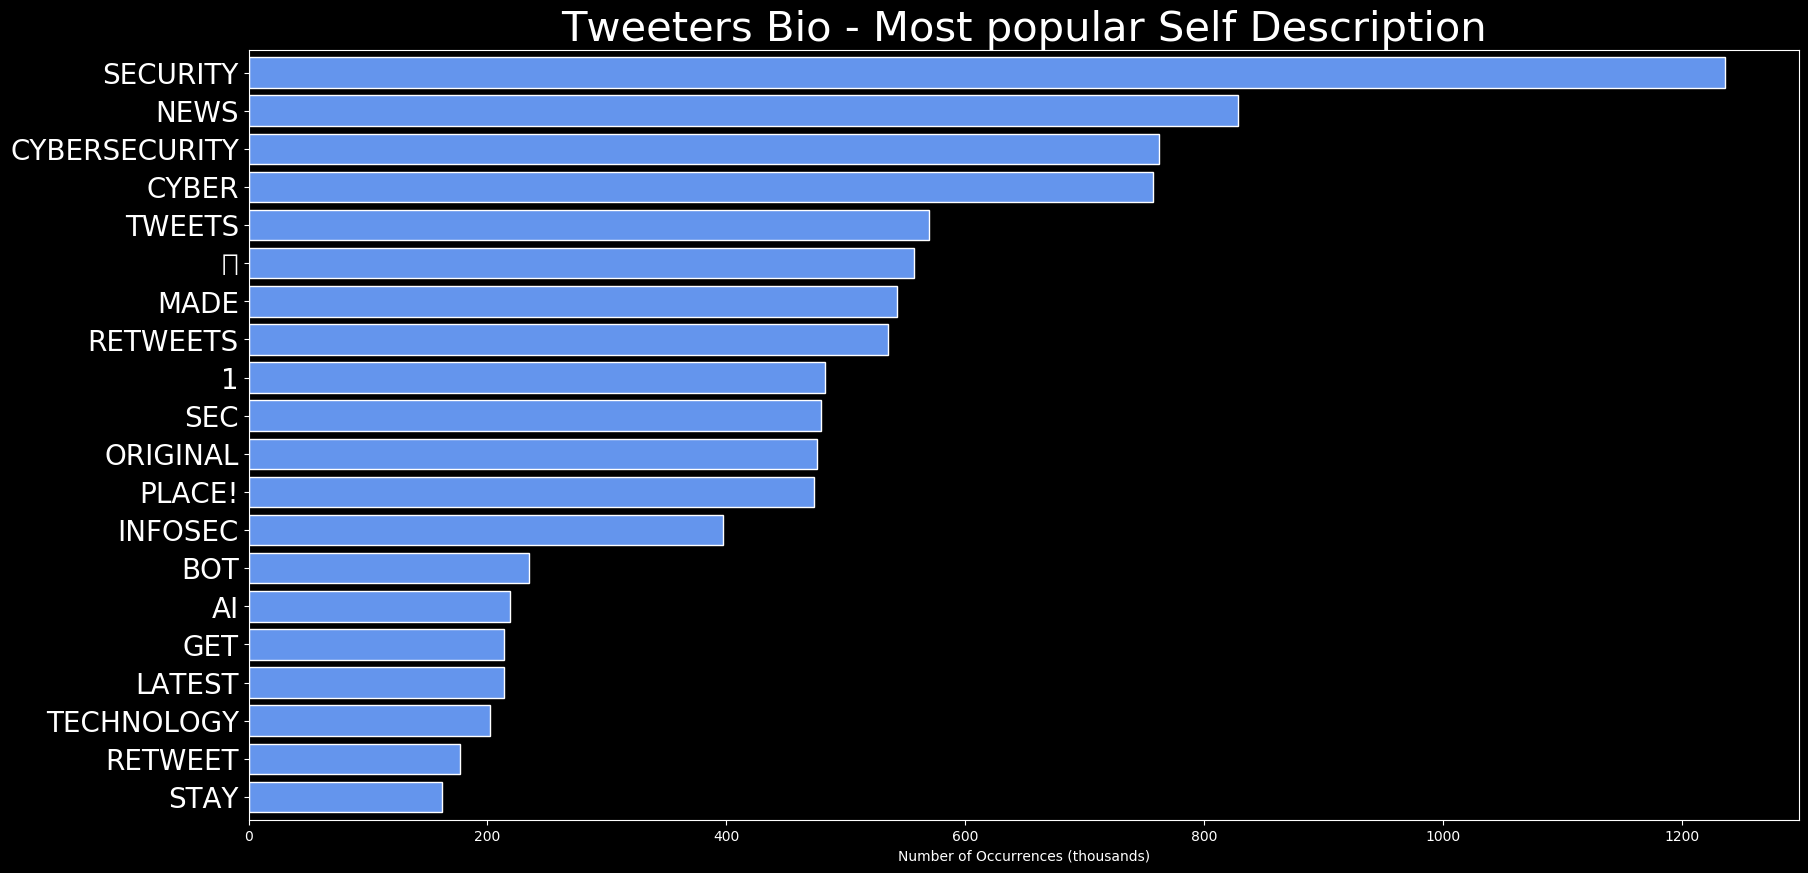 Tweeters Bio - Most popular Self Description
SECURITY
NEWS
CYBERSECURITY
CYBER
TWEETS
MADE
RETWEETS
1
SEC
ORIGINAL
PLACE!
INFOSEC
BOT
AI
GET
LATEST
TECHNOLOGY
RETWEET
STAY
0 200 400 600 800 1000 1200
Number of Occurrences (thousands)